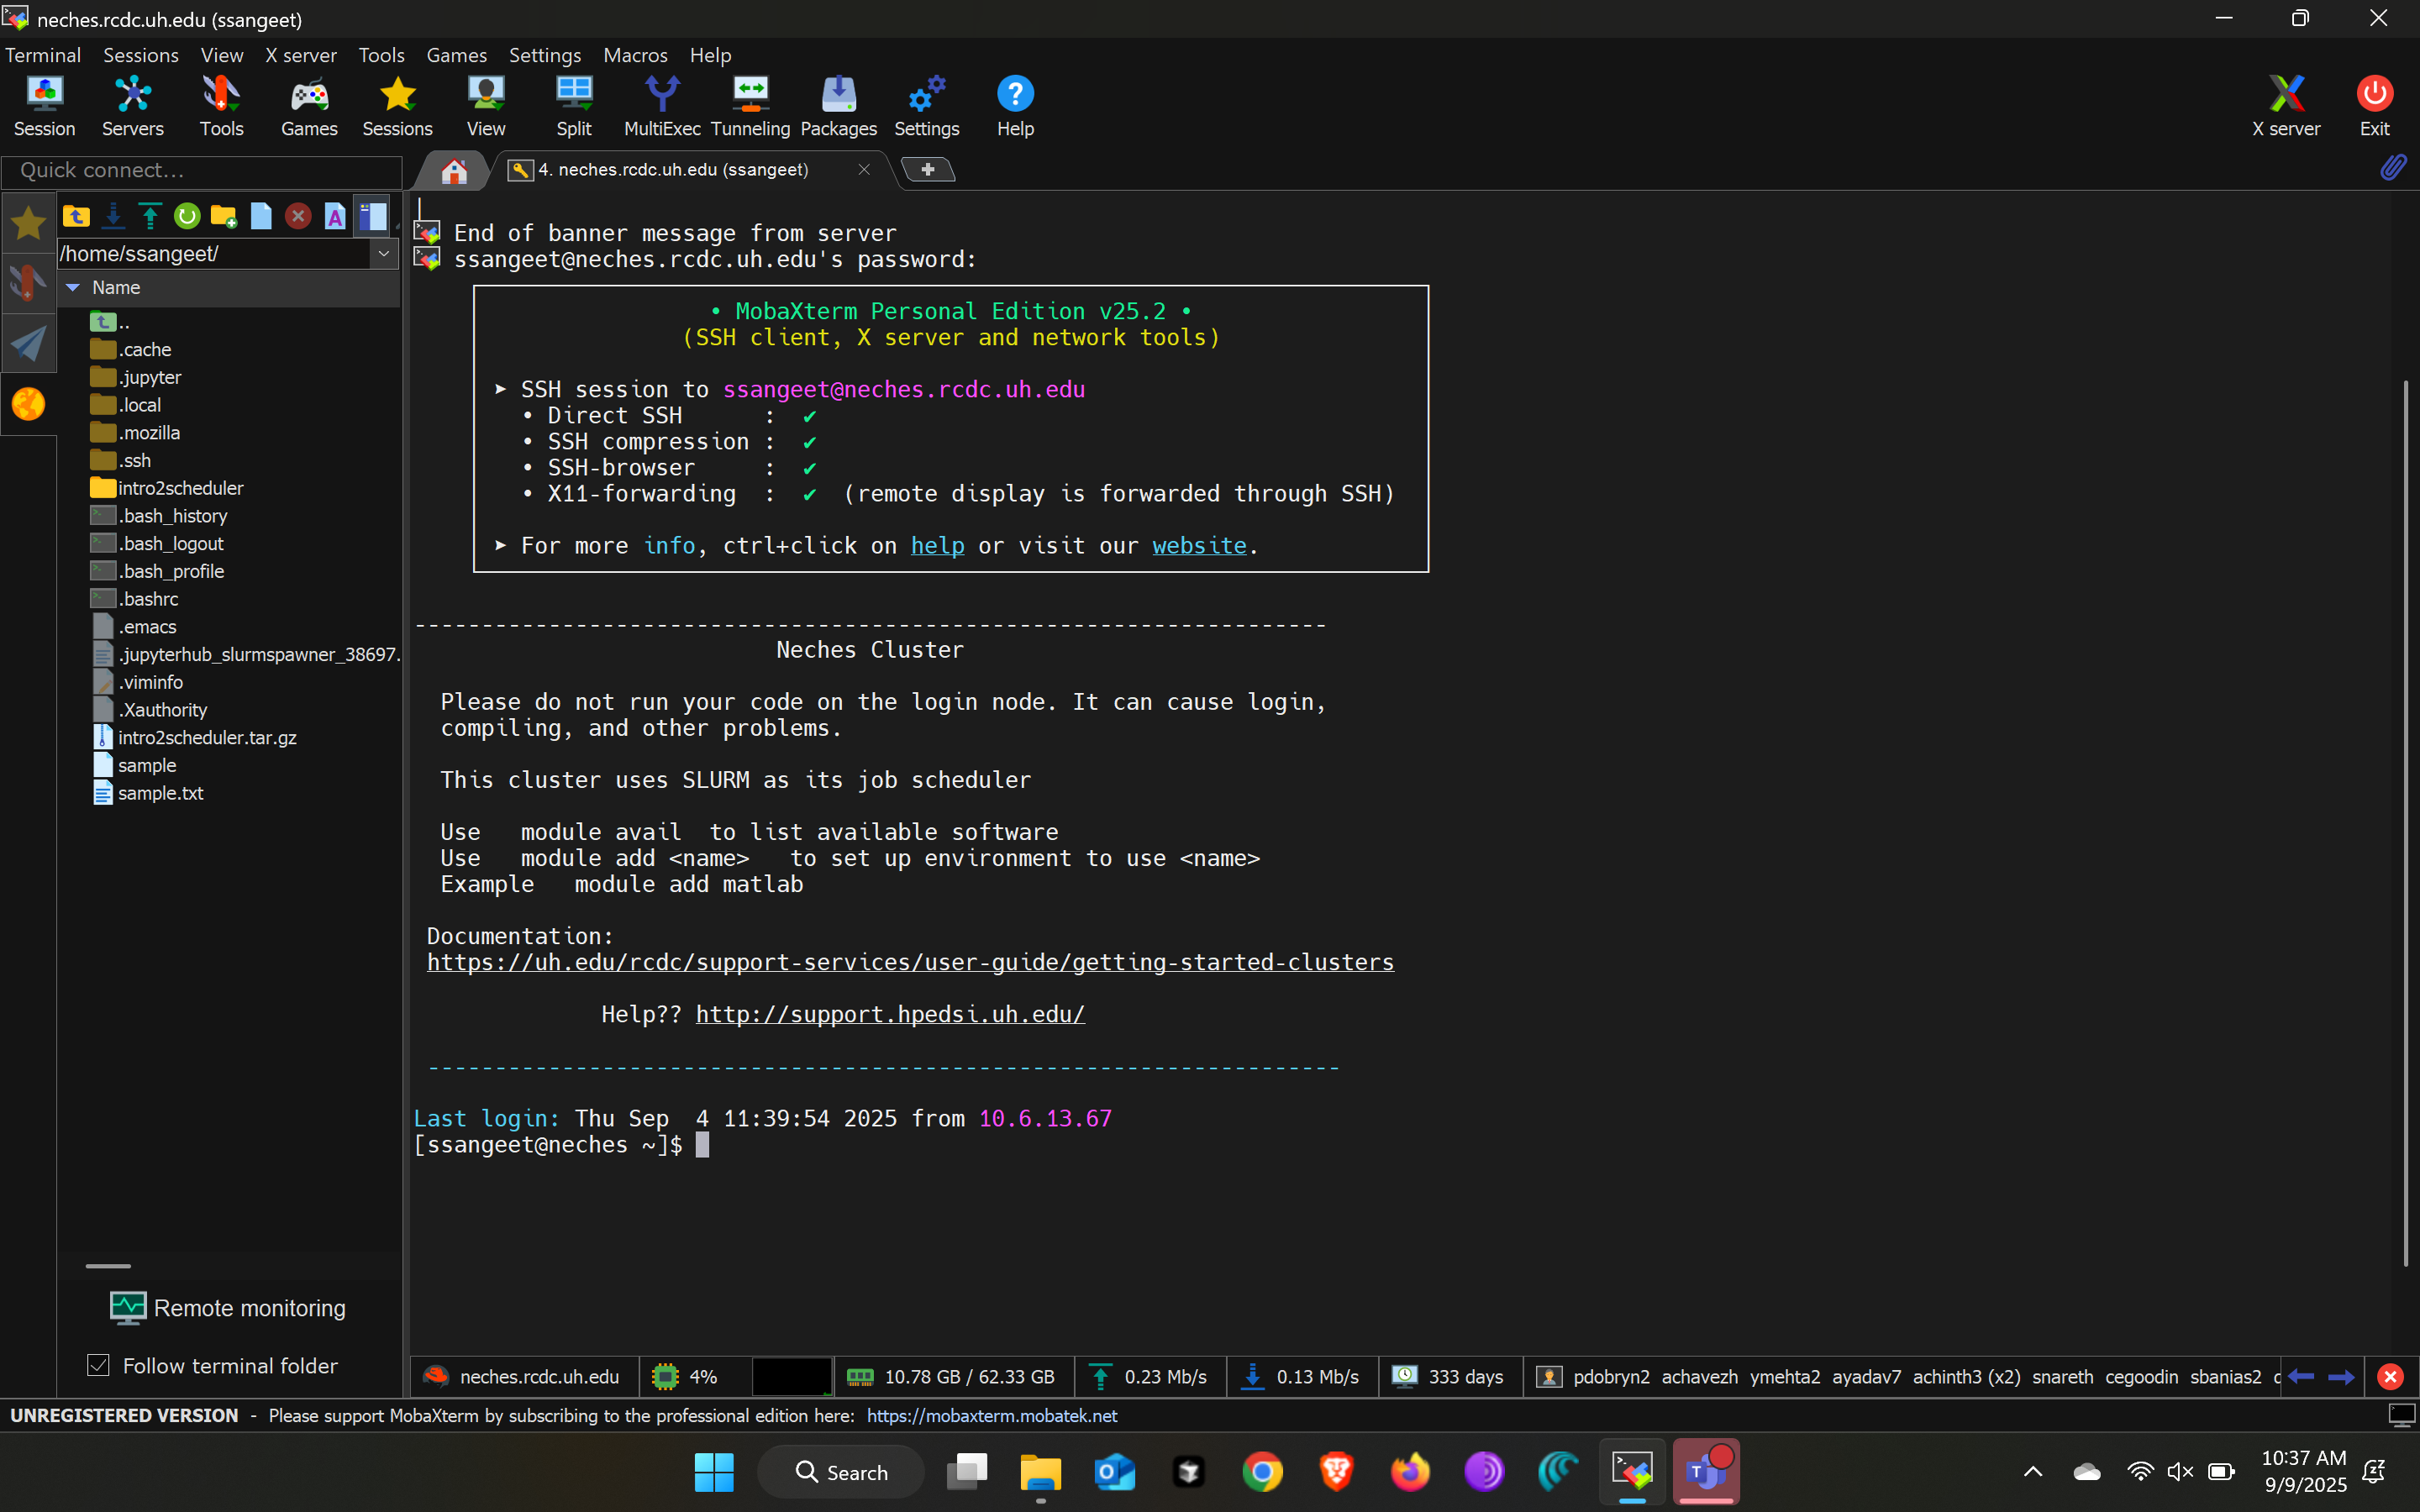 neches.rcdc.uh.edu (ssangeet)
Terminal Sessions View X server Tools Games Settings Macros Help
Session Servers Tools Games Sessions View Split MultiExec Tunneling Packages Settings Help X server Exit
Quick connect...
4. neches.rcdc.uh.edu (ssangeet)
/home/ssangeet/
Name
..
.cache
.jupyter
.local
.mozilla
.ssh
intro2scheduler
.bash_history
.bash_logout
.bash_profile
.bashrc
.emacs
.jupyterhub_slurmspawner_38697.
.viminfo
.Xauthority
intro2scheduler.tar.gz
sample
sample.txt
Remote monitoring
Follow terminal folder
End of banner message from server
ssangeet@neches.rcdc.uh.edu's password:
• MobaXterm Personal Edition v25.2 •
(SSH client, X server and network tools)
➤ SSH session to ssangeet@neches.rcdc.uh.edu
• Direct SSH : ✔
• SSH compression : ✔
• SSH-browser : ✔
• X11-forwarding : ✔ (remote display is forwarded through SSH)
➤ For more info, ctrl+click on help or visit our website.
--------------------------------------------------------------------
Neches Cluster
Please do not run your code on the login node. It can cause login,
compiling, and other problems.
This cluster uses SLURM as its job scheduler
Use module avail to list available software
Use module add <name> to set up environment to use <name>
Example module add matlab
Documentation:
https://uh.edu/rcdc/support-services/user-guide/getting-started-clusters
Help?? http://support.hpedsi.uh.edu/
--------------------------------------------------------------------
Last login: Thu Sep 4 11:39:54 2025 from 10.6.13.67
[ssangeet@neches ~]$
neches.rcdc.uh.edu 4% 10.78 GB / 62.33 GB 0.23 Mb/s 0.13 Mb/s 333 days pdobryn2 achavezh ymehta2 ayadav7 achinth3 (x2) snareth cegoodin sbanias2
UNREGISTERED VERSION - Please support MobaXterm by subscribing to the professional edition here: https://mobaxterm.mobatek.net
Search
10:37 AM
9/9/2025